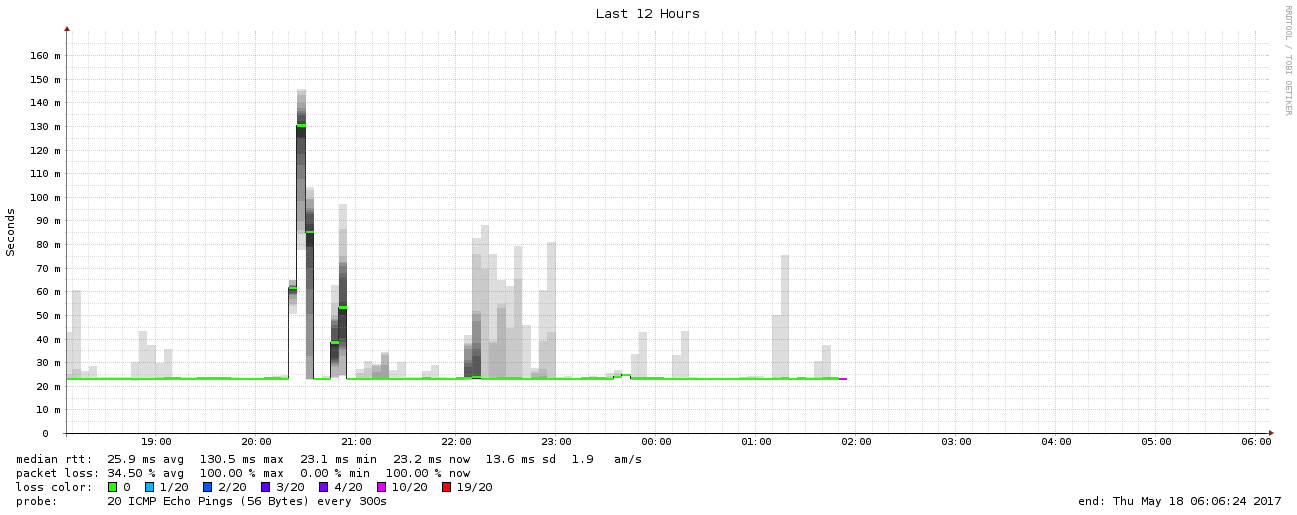 Last 12 Hours
RRDTOOL / TOBI OETIKER
Seconds
160 m
150 m
140 m
130 m
120 m
110 m
100 m
90 m
80 m
70 m
60 m
50 m
40 m
30 m
20 m
10 m
0
19:00 20:00 21:00 22:00 23:00 00:00 01:00 02:00 03:00 04:00 05:00 06:00
median rtt: 25.9 ms avg 130.5 ms max 23.1 ms min 23.2 ms now 13.6 ms sd 1.9 am/s
packet loss: 34.50 % avg 100.00 % max 0.00 % min 100.00 % now
loss color: 0 1/20 2/20 3/20 4/20 10/20 19/20
probe: 20 ICMP Echo Pings (56 Bytes) every 300s end: Thu May 18 06:06:24 2017